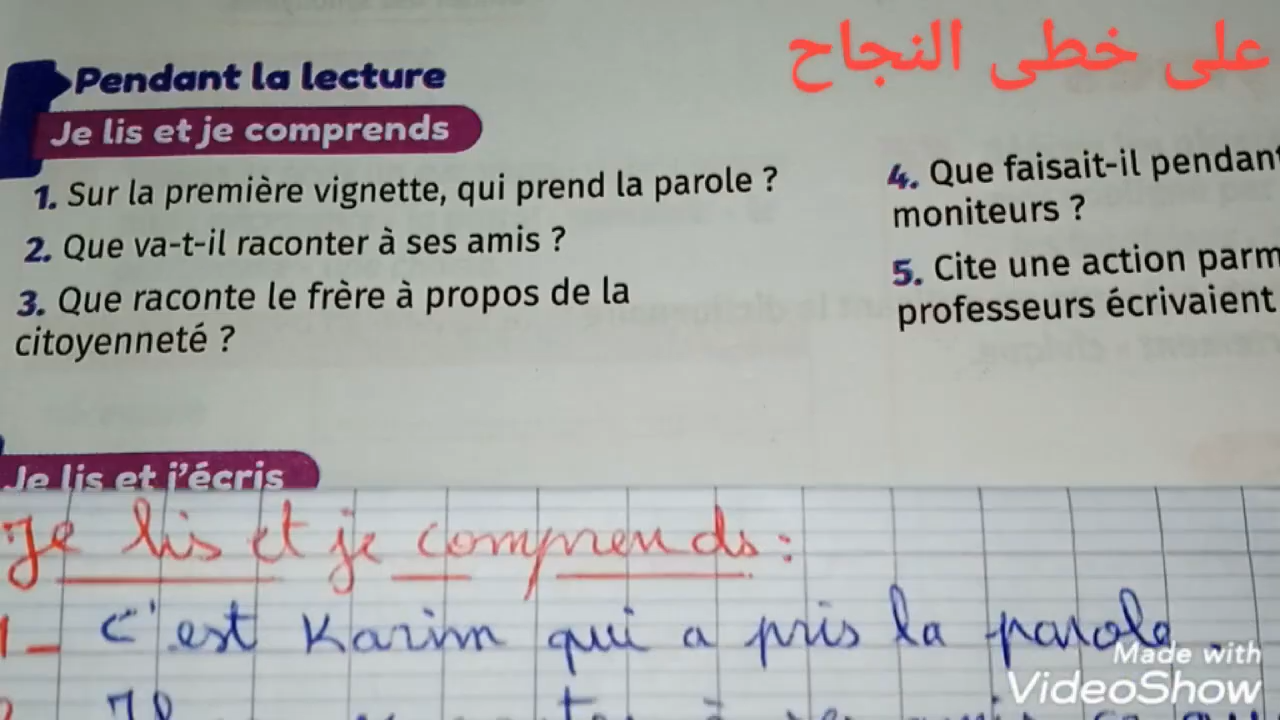 على خطى النجاح
Pendant la lecture
Je lis et je comprends
1. Sur la première vignette, qui prend la parole ?
2. Que va-t-il raconter à ses amis ?
3. Que raconte le frère à propos de la
citoyenneté ?
4. Que faisait-il pendant
moniteurs ?
5. Cite une action parm
professeurs écrivaient
Je lis et j'écris
Je lis et je comprends :
1- C'est Karim qui a pris la parole.
Made with
VideoShow